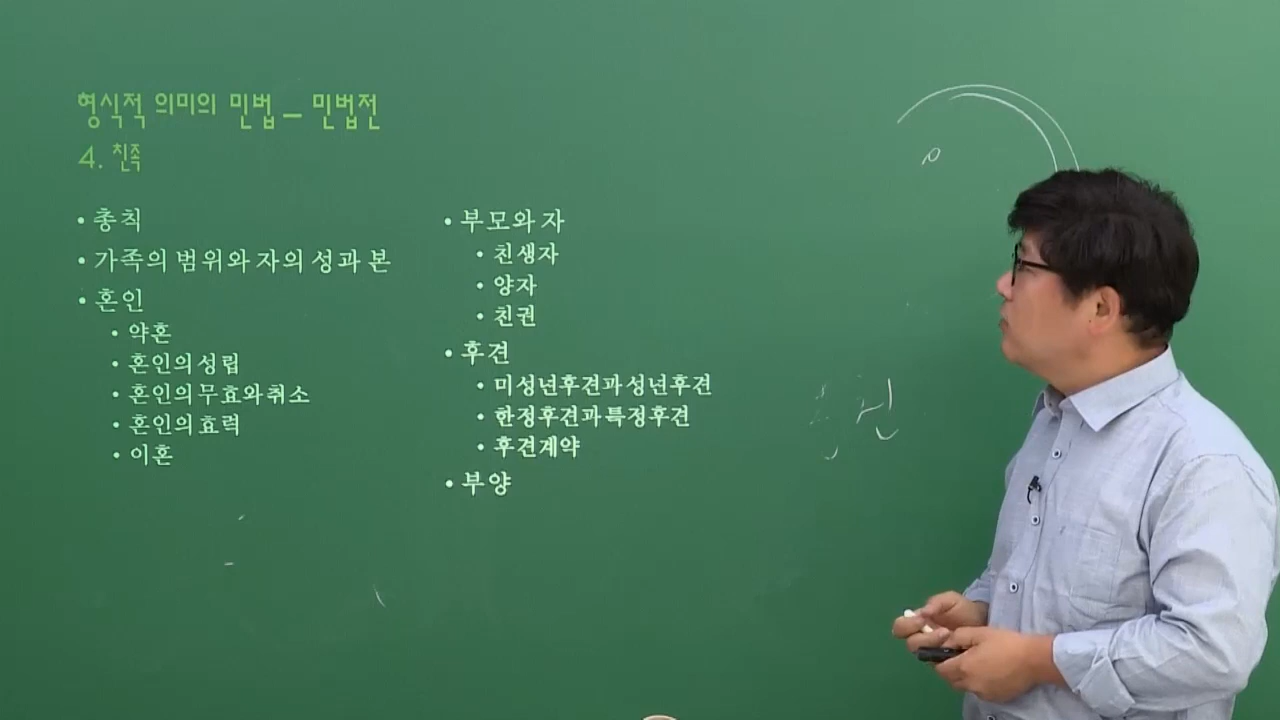 형식적 의미의 민법 – 민법전
4. 친족
• 총칙
• 가족의 범위와 자의 성과 본
• 혼인
• 약혼
• 혼인의 성립
• 혼인의 무효와 취소
• 혼인의 효력
• 이혼
• 부모와 자
• 친생자
• 양자
• 친권
• 후견
• 미성년후견과 성년후견
• 한정후견과 특정후견
• 후견계약
• 부양